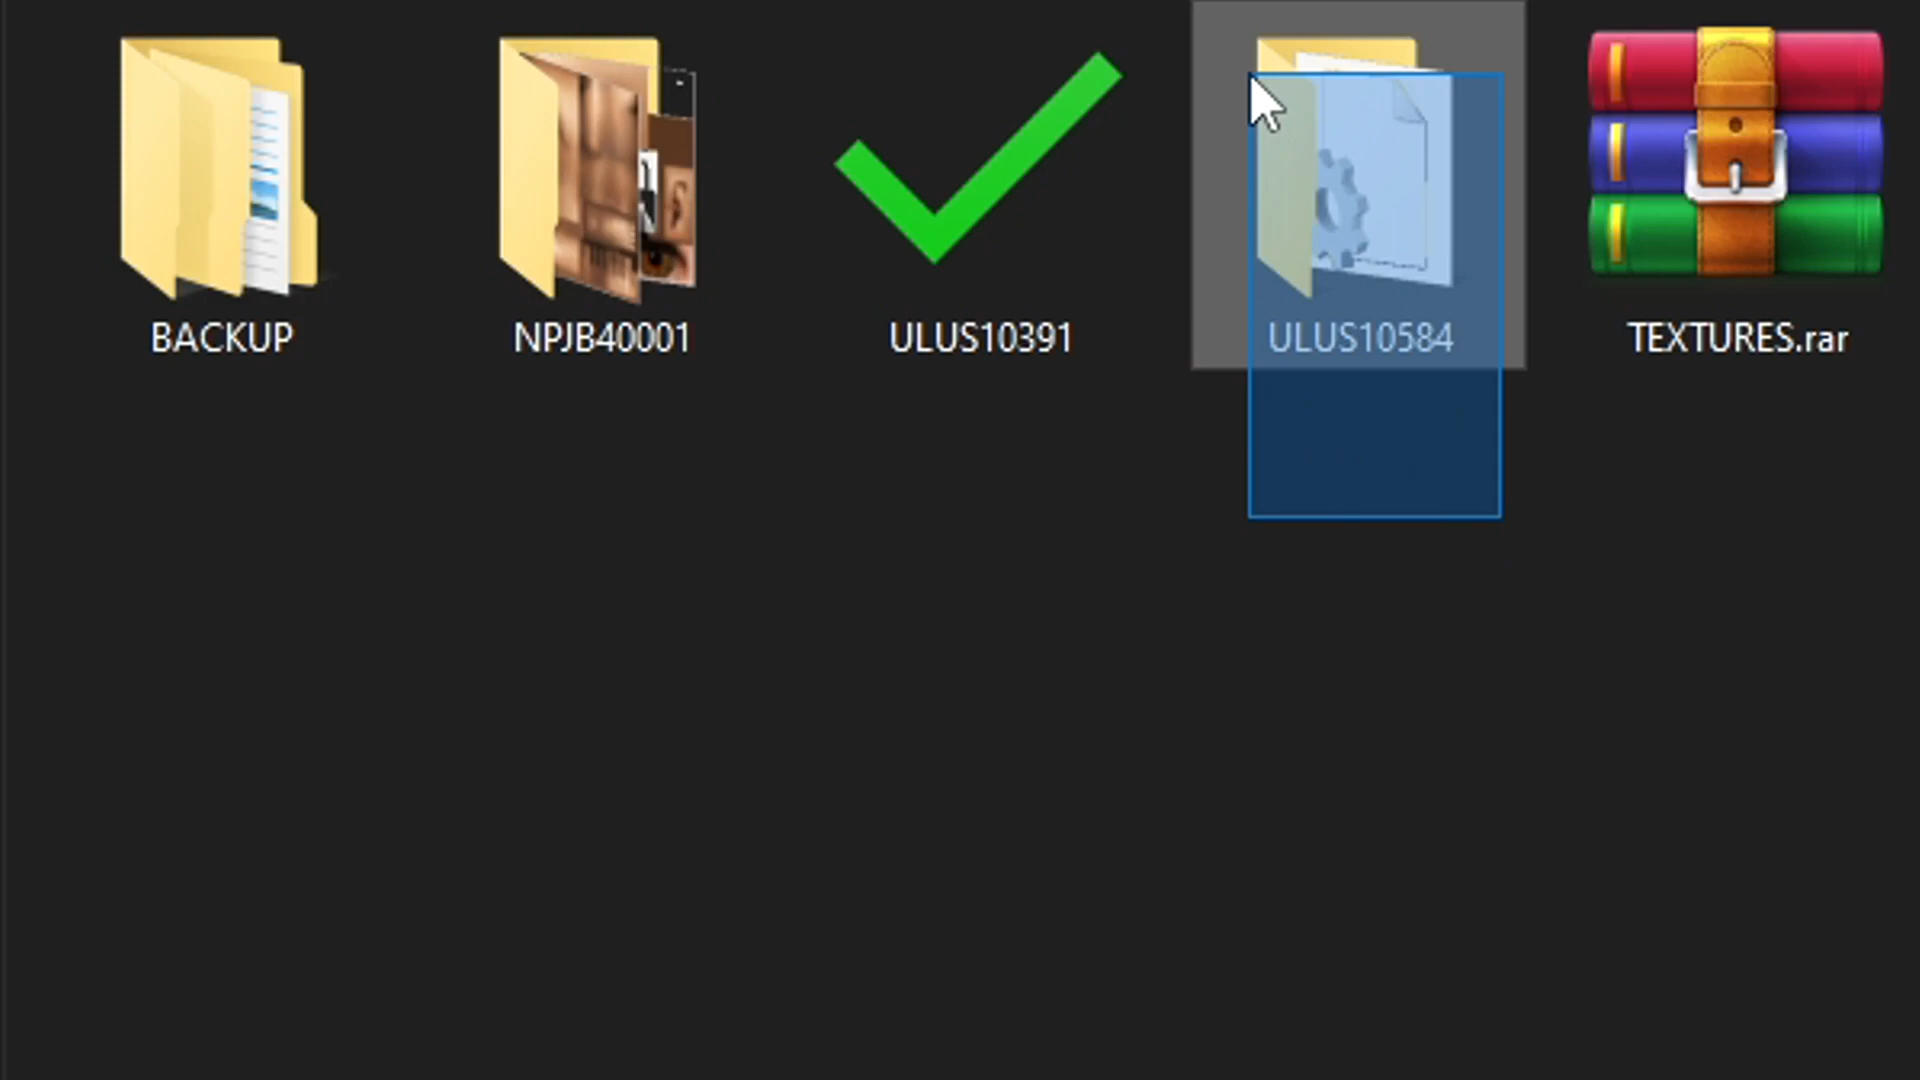 BACKUP
NPJB40001
ULUS10391
ULUS10584
TEXTURES.rar